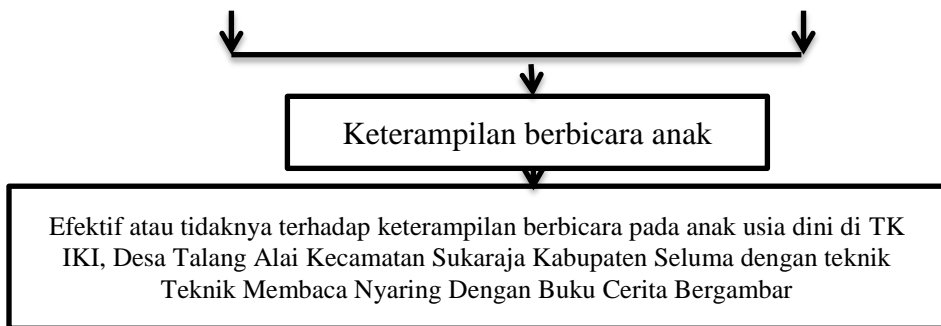 Keterampilan berbicara anak
Efektif atau tidaknya terhadap keterampilan berbicara pada anak usia dini di TK
IKI, Desa Talang Alai Kecamatan Sukaraja Kabupaten Seluma dengan teknik
Teknik Membaca Nyaring Dengan Buku Cerita Bergambar